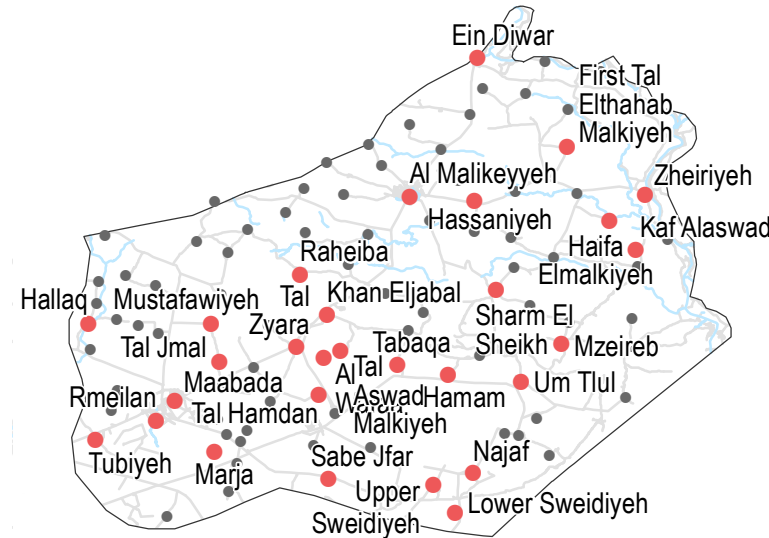 Ein Diwar
First Tal
Elthahab
Malkiyeh
Al Malikeyyeh
Zheiriyeh
Hassaniyeh
Kaf Alaswad
Haifa
Raheiba
Elmalkiyeh
Tal
Khan Eljabal
Hallaq
Mustafawiyeh
Sharm El
Sheikh
Zyara
Tabaqa
Mzeireb
Tal Jmal
Al
Tal
Maabada
Um Tlul
Rmeilan
Aswad
Hamam
Tal Hamdan
Malkiyeh
Tubiyeh
Marja
Sabe Jfar
Najaf
Upper
Sweidiyeh
Lower Sweidiyeh